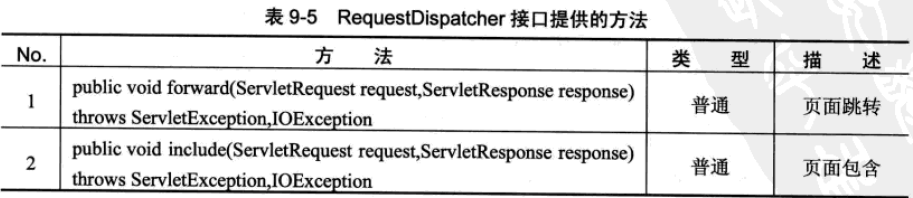 表 9-5 RequestDispatcher 接口提供的方法
No. 方 法 类 型 描 述
1 public void forward(ServletRequest request,ServletResponse response) throws ServletException,IOException 普通 页面跳转
2 public void include(ServletRequest request,ServletResponse response) throws ServletException,IOException 普通 页面包含